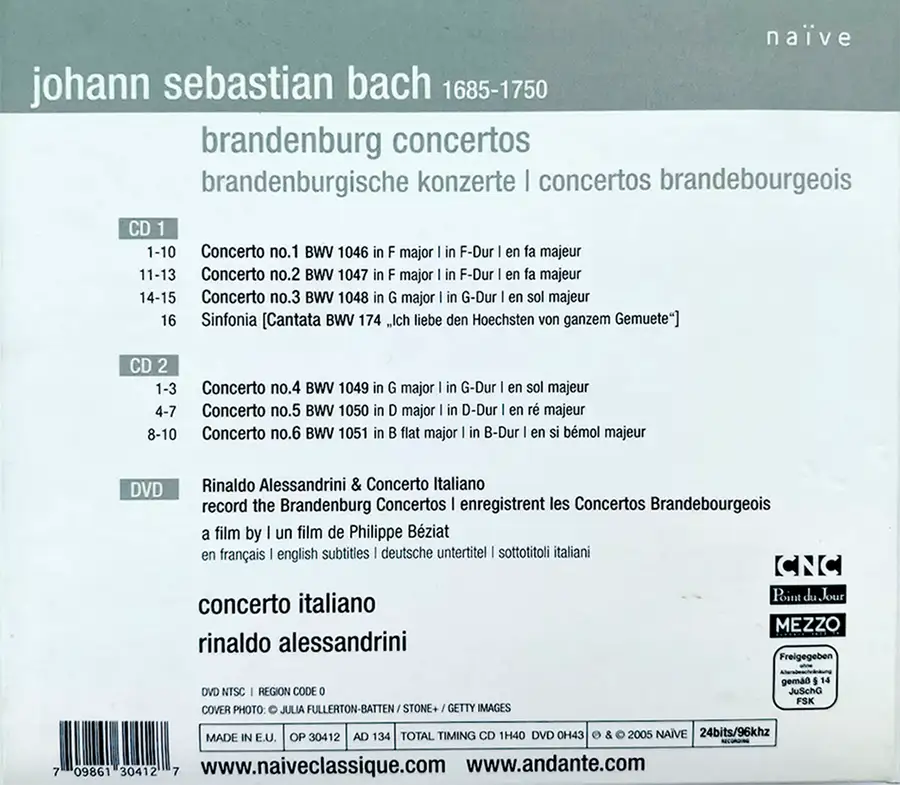 naïve
johann sebastian bach 1685-1750
brandenburg concertos
brandenburgische konzerte | concertos brandebourgeois
CD 1
1-10 Concerto no.1 BWV 1046 in F major | in F-Dur | en fa majeur
11-13 Concerto no.2 BWV 1047 in F major | in F-Dur | en fa majeur
14-15 Concerto no.3 BWV 1048 in G major | in G-Dur | en sol majeur
16 Sinfonia [Cantata BWV 174 „Ich liebe den Hoechsten von ganzem Gemuete“]
CD 2
1-3 Concerto no.4 BWV 1049 in G major | in G-Dur | en sol majeur
4-7 Concerto no.5 BWV 1050 in D major | in D-Dur | en ré majeur
8-10 Concerto no.6 BWV 1051 in B flat major | in B-Dur | en si bémol majeur
DVD Rinaldo Alessandrini & Concerto Italiano
record the Brandenburg Concertos | enregistrent les Concertos Brandebourgeois
a film by | un film de Philippe Béziat
en français | english subtitles | deutsche untertitel | sottotitoli italiani
concerto italiano
rinaldo alessandrini
CNC
Point du Jour
MEZZO
Freigegeben
ohne
Altersbeschränkung
gemäß § 14
JuSchG
FSK
DVD NTSC | REGION CODE 0
COVER PHOTO: © JULIA FULLERTON-BATTEN / STONE+ / GETTY IMAGES
MADE IN E.U. OP 30412 AD 134 TOTAL TIMING CD 1H40 DVD 0H43 ℗ & © 2005 NAÏVE 24bits/96khz
RECORDING
7 09861 30412 7
www.naiveclassique.com www.andante.com